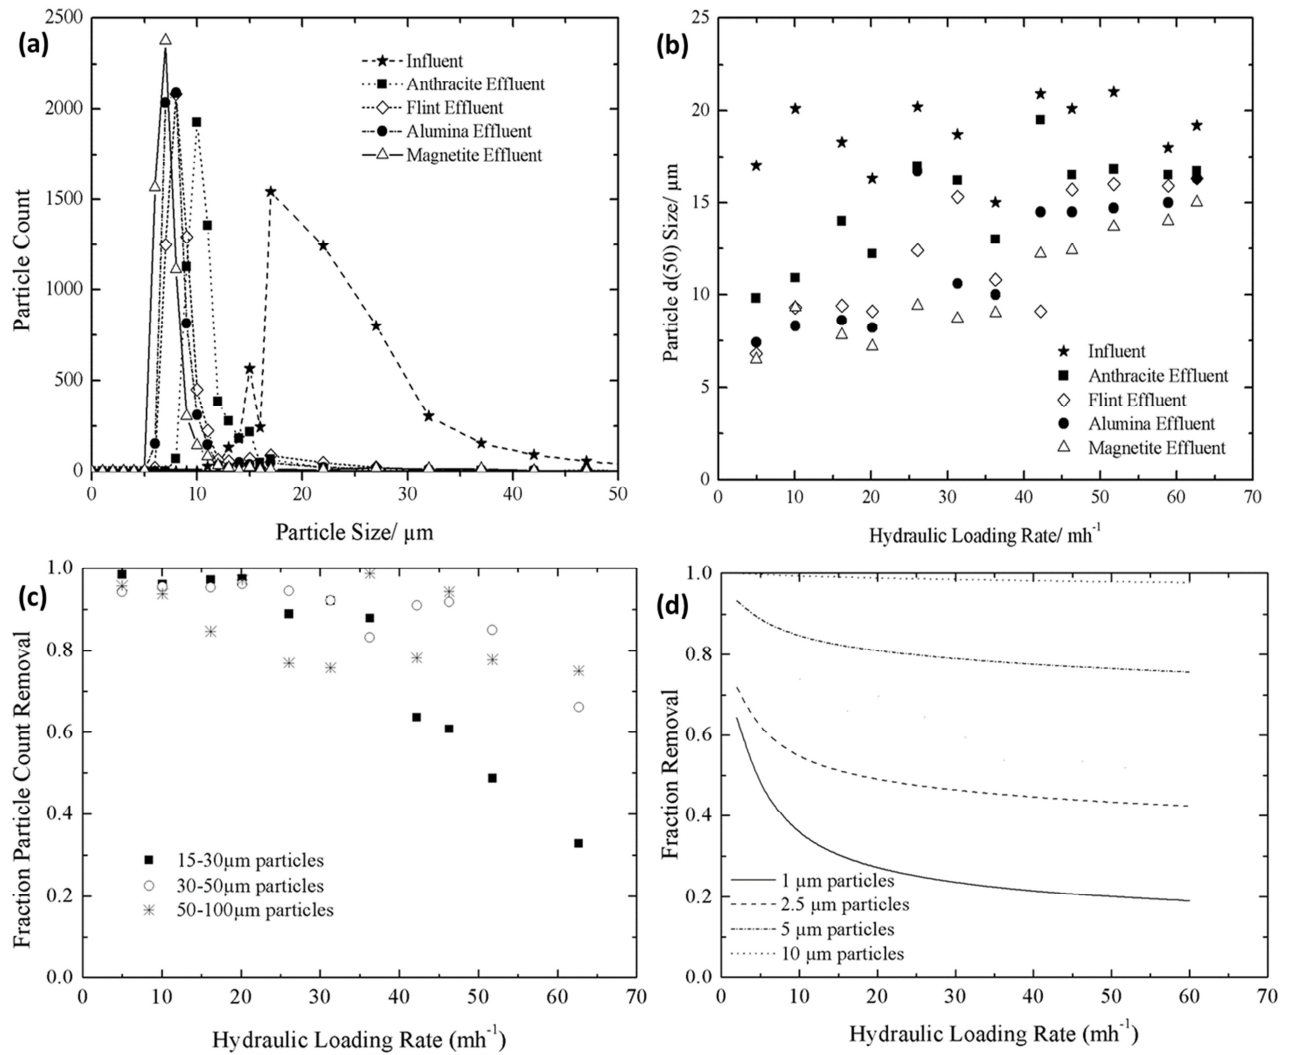 (a)
2500
2000
1500
1000
500
0
Particle Count
Influent
Anthracite Effluent
Flint Effluent
Alumina Effluent
Magnetite Effluent
0 10 20 30 40 50
Particle Size/ µm
(b)
25
20
15
10
5
0
Particle d(50) Size/ µm
Influent
Anthracite Effluent
Flint Effluent
Alumina Effluent
Magnetite Effluent
0 10 20 30 40 50 60 70
Hydraulic Loading Rate/ mh⁻¹
(c)
1.0
0.8
0.6
0.4
0.2
0.0
Fraction Particle Count Removal
15-30µm particles
30-50µm particles
50-100µm particles
0 10 20 30 40 50 60 70
Hydraulic Loading Rate (mh⁻¹)
(d)
1.0
0.8
0.6
0.4
0.2
0.0
Fraction Removal
1 µm particles
2.5 µm particles
5 µm particles
10 µm particles
0 10 20 30 40 50 60 70
Hydraulic Loading Rate (mh⁻¹)